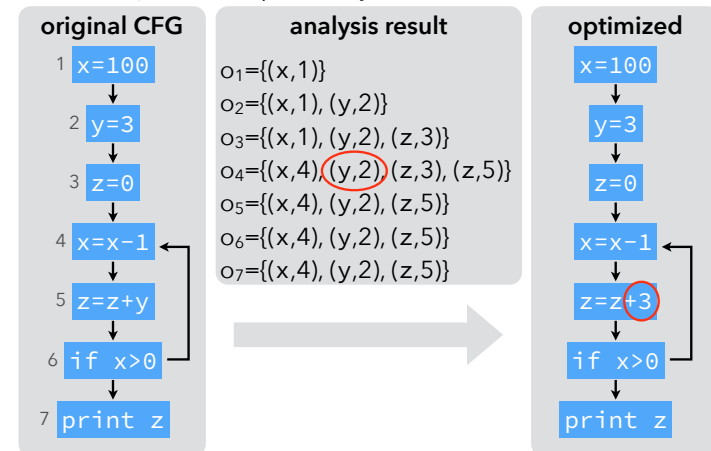 original CFG
1 x=100
2 y=3
3 z=0
4 x=x-1
5 z=z+y
6 if x>0
7 print z
analysis result
o₁={(x,1)}
o₂={(x,1), (y,2)}
o₃={(x,1), (y,2), (z,3)}
o₄={(x,4), (y,2), (z,3), (z,5)}
o₅={(x,4), (y,2), (z,5)}
o₆={(x,4), (y,2), (z,5)}
o₇={(x,4), (y,2), (z,5)}
optimized
x=100
y=3
z=0
x=x-1
z=z+3
if x>0
print z